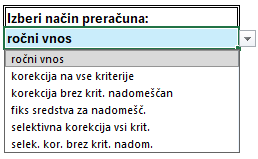 Izberi način preračuna:
ročni vnos
ročni vnos
korekcija na vse kriterije
korekcija brez krit. nadomeščan
fiks sredstva za nadomešč.
selektivna korekcija vsi krit.
selek. kor. brez krit. nadom.